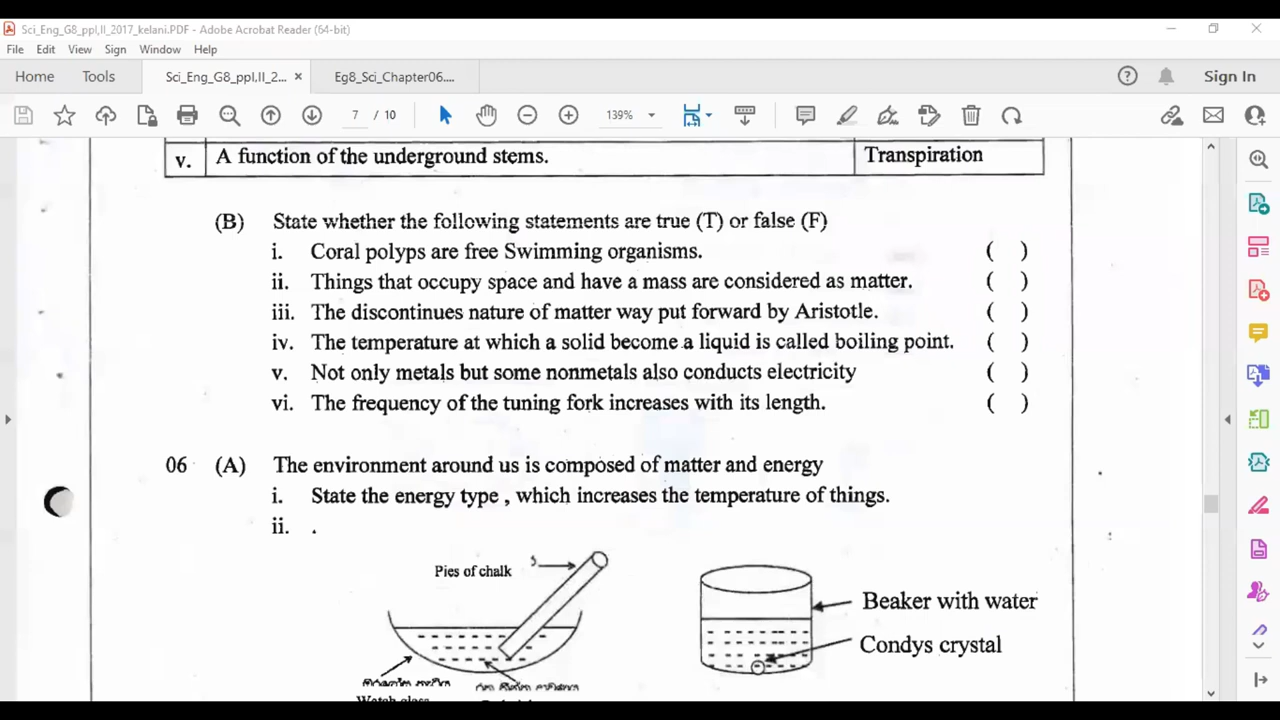 Sci_Eng_G8_ppl,II_2017_kelani.PDF - Adobe Acrobat Reader (64-bit)
File Edit View Sign Window Help
Home Tools Sci_Eng_G8_ppl,II_2... × Eg8_Sci_Chapter06.... Sign In
7 / 10 139%
v. A function of the underground stems. Transpiration
(B) State whether the following statements are true (T) or false (F)
i. Coral polyps are free Swimming organisms. ( )
ii. Things that occupy space and have a mass are considered as matter. ( )
iii. The discontinues nature of matter way put forward by Aristotle. ( )
iv. The temperature at which a solid become a liquid is called boiling point. ( )
v. Not only metals but some nonmetals also conducts electricity ( )
vi. The frequency of the tuning fork increases with its length. ( )
06 (A) The environment around us is composed of matter and energy
i. State the energy type , which increases the temperature of things.
ii. .
Pies of chalk
Beaker with water
Condys crystal
Watch glass